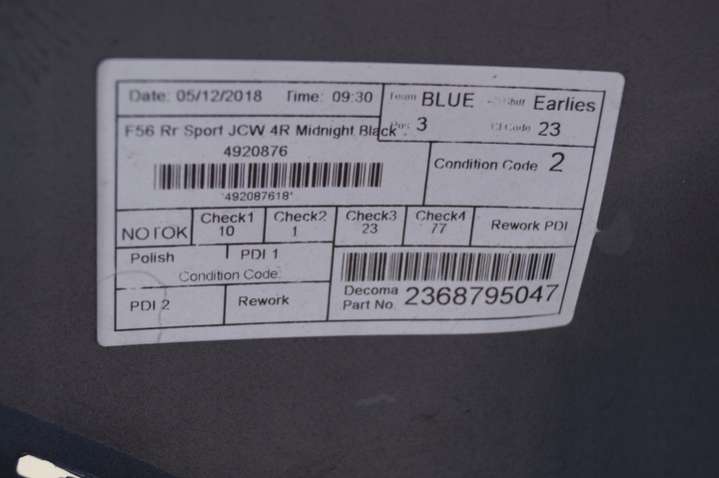 Date: 05/12/2018 Time: 09:30 Team BLUE Shift Earlies
F56 Rr Sport JCW 4R Midnight Black Pos 3 Cl Code 23
4920876
Condition Code 2
*492087618*
NOTOK Check1 10 Check2 1 Check3 23 Check4 77 Rework PDI
Polish PDI 1
Condition Code:
PDI 2 Rework
Decoma Part No. 2368795047